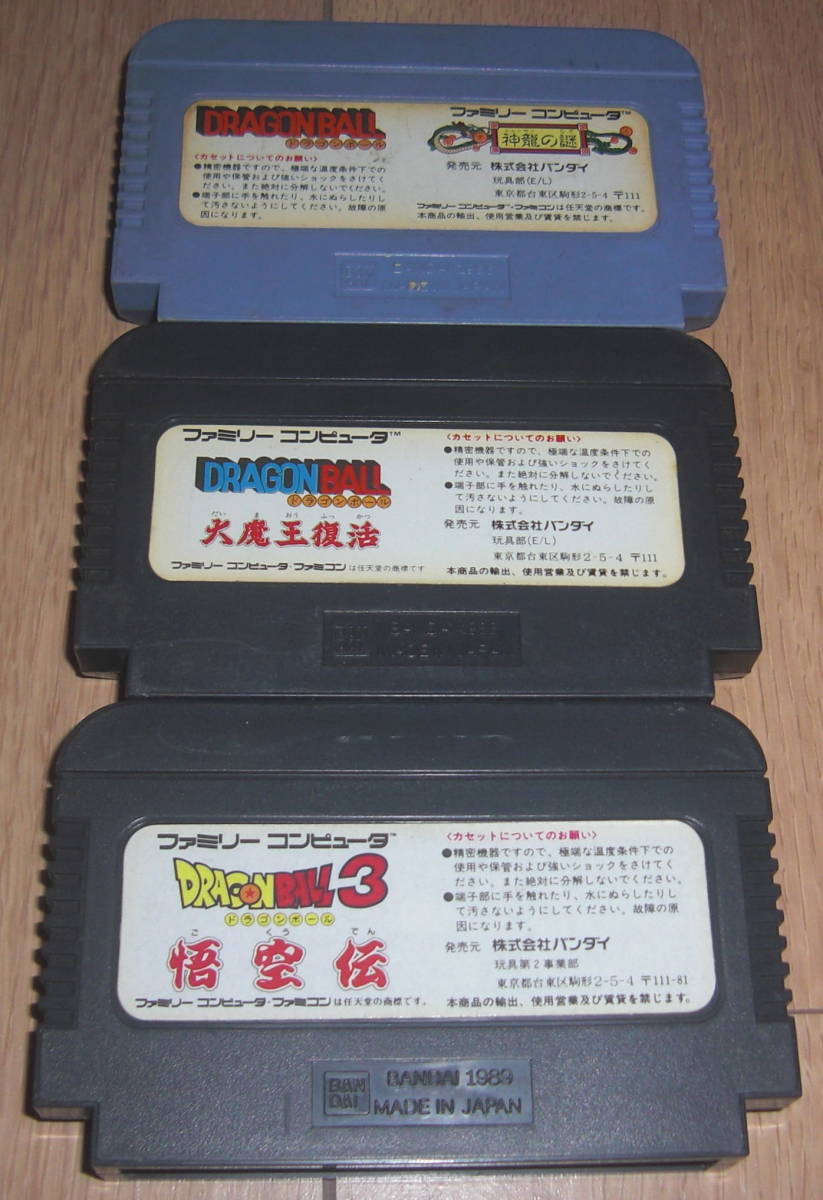 DRAGON BALL
ドラゴンボール
〈カセットについてのお願い〉
●精密機器ですので、極端な温度条件下での
使用や保管および強いショックをさけてく
ださい。また絶対に分解しないでください。
●端子部に手を触れたり、水にぬらしたりし
て汚さないようにしてください。故障の原
因になります。
ファミリー コンピュータ™
神龍の謎
発売元 株式会社バンダイ
玩具部(E/L)
東京都台東区駒形2-5-4 〒111
ファミリー コンピュータ・ファミコンは任天堂の商標です。
本商品の輸出、使用営業及び賃貸を禁じます。
ファミリー コンピュータ™
DRAGON BALL
ドラゴンボール
だい ま おう ふっ かつ
大魔王復活
ファミリー コンピュータ・ファミコンは任天堂の商標です
〈カセットについてのお願い〉
●精密機器ですので、極端な温度条件下での
使用や保管および強いショックをさけてく
ださい。また絶対に分解しないでください。
●端子部に手を触れたり、水にぬらしたりし
て汚さないようにしてください。故障の原
因になります。
発売元 株式会社バンダイ
玩具部(E/L)
東京都台東区駒形2-5-4 〒111
本商品の輸出、使用営業及び賃貸を禁じます。
ファミリー コンピュータ™
DRAGON BALL 3
ドラゴンボール
ご くう でん
悟空伝
ファミリー コンピュータ・ファミコンは任天堂の商標です。
〈カセットについてのお願い〉
●精密機器ですので、極端な温度条件下での
使用や保管および強いショックをさけてく
ださい。また絶対に分解しないでください。
●端子部に手を触れたり、水にぬらしたりし
て汚さないようにしてください。故障の原
因になります。
発売元 株式会社バンダイ
玩具第2事業部
東京都台東区駒形2-5-4 〒111-81
本商品の輸出、使用営業及び賃貸を禁じます。
BAN
DAI
BANDAI 1989
MADE IN JAPAN